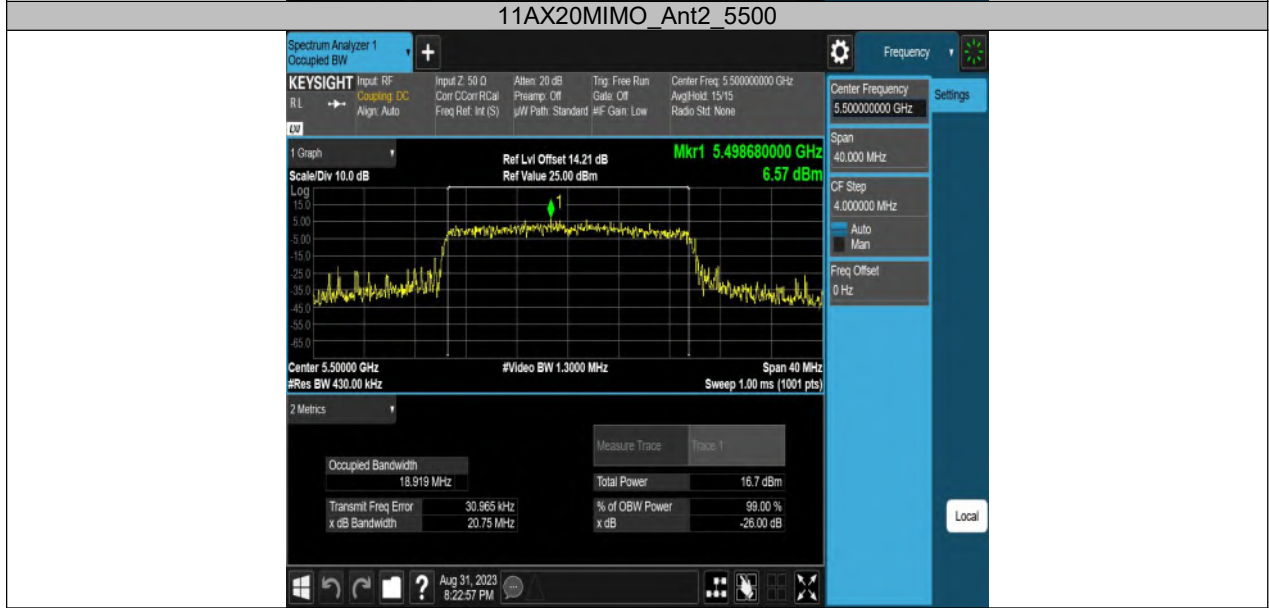 11AX20MIMO_Ant2_5500
Spectrum Analyzer 1
Occupied BW
+
Frequency
KEYSIGHT
RL
LXI
Input: RF
Coupling: DC
Align: Auto
Input Z: 50 Ω
Corr CCorr RCal
Freq Ref: Int (S)
Atten: 20 dB
Preamp: Off
µW Path: Standard
Trig: Free Run
Gate: Off
#IF Gain: Low
Center Freq: 5.500000000 GHz
Avg|Hold: 15/15
Radio Std: None
Center Frequency
5.500000000 GHz
Settings
Span
40.000 MHz
CF Step
4.000000 MHz
Auto
Man
Freq Offset
0 Hz
1 Graph
Scale/Div 10.0 dB
Ref Lvl Offset 14.21 dB
Ref Value 25.00 dBm
Mkr1 5.498680000 GHz
6.57 dBm
Log
15.0
5.00
-5.00
-15.0
-25.0
-35.0
-45.0
-55.0
-65.0
1
Center 5.50000 GHz
#Res BW 430.00 kHz
#Video BW 1.3000 MHz
Span 40 MHz
Sweep 1.00 ms (1001 pts)
2 Metrics
Measure Trace Trace 1
Occupied Bandwidth
18.919 MHz
Total Power 16.7 dBm
Transmit Freq Error 30.965 kHz
% of OBW Power 99.00 %
x dB Bandwidth 20.75 MHz
x dB -26.00 dB
Local
?
Aug 31, 2023
8:22:57 PM